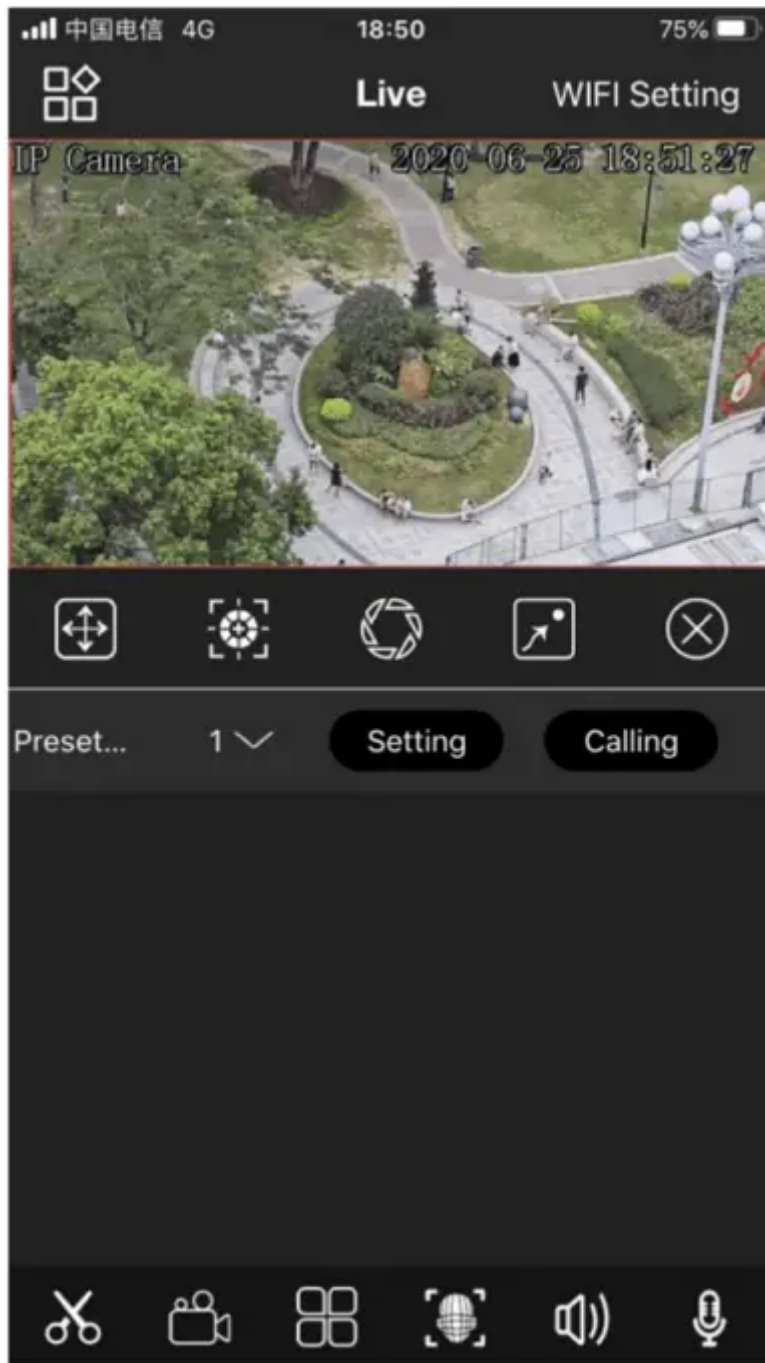 中国电信 4G 18:50 75%
Live WIFI Setting
IP Camera 2020-06-25 18:51:27
Preset... 1 Setting Calling